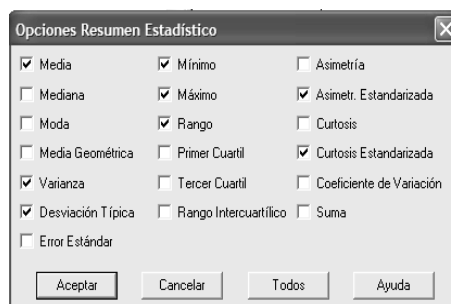 Opciones Resumen Estadístico
Media
Mínimo
Asimetría
Mediana
Máximo
Asimetr. Estandarizada
Moda
Rango
Curtosis
Media Geométrica
Primer Cuartil
Curtosis Estandarizada
Varianza
Tercer Cuartil
Coeficiente de Variación
Desviación Típica
Rango Intercuartílico
Suma
Error Estándar
Aceptar
Cancelar
Todos
Ayuda